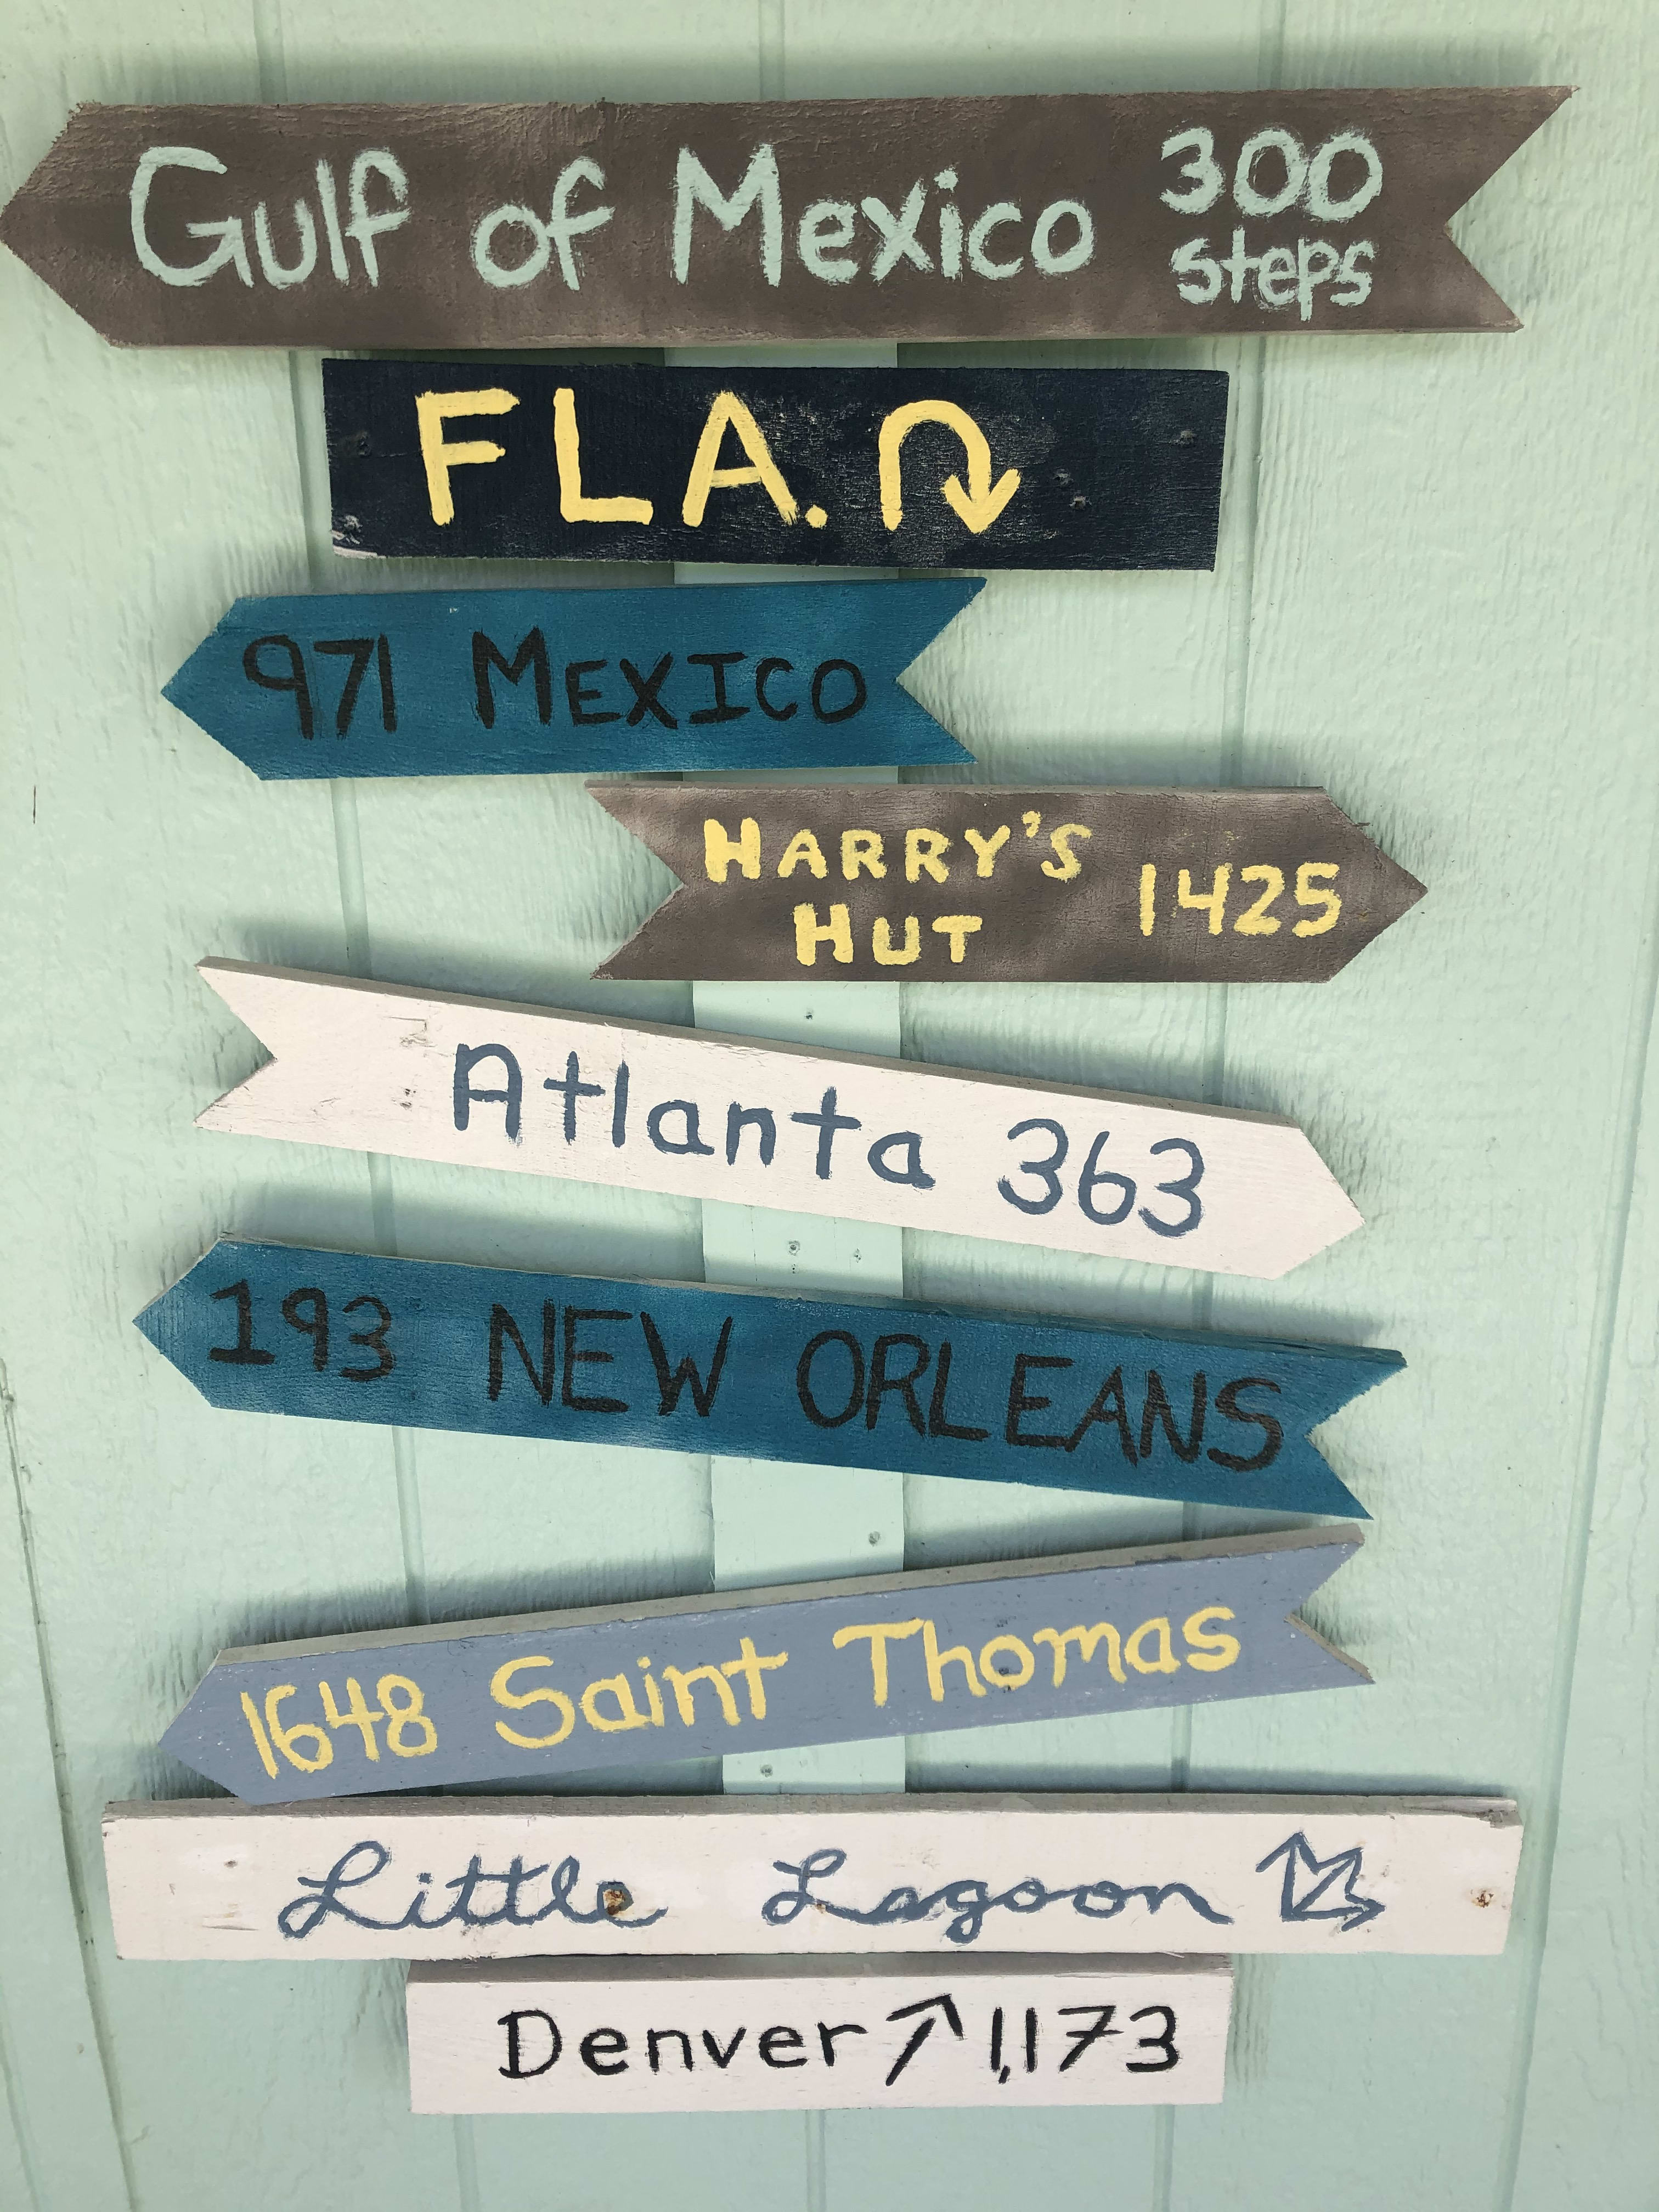 Gulf of Mexico 300
steps
FLA.
971 MEXICO
HARRY'S
HUT 1425
Atlanta 363
193 NEW ORLEANS
1648 Saint Thomas
Little Lagoon
Denver ↗ 1,173